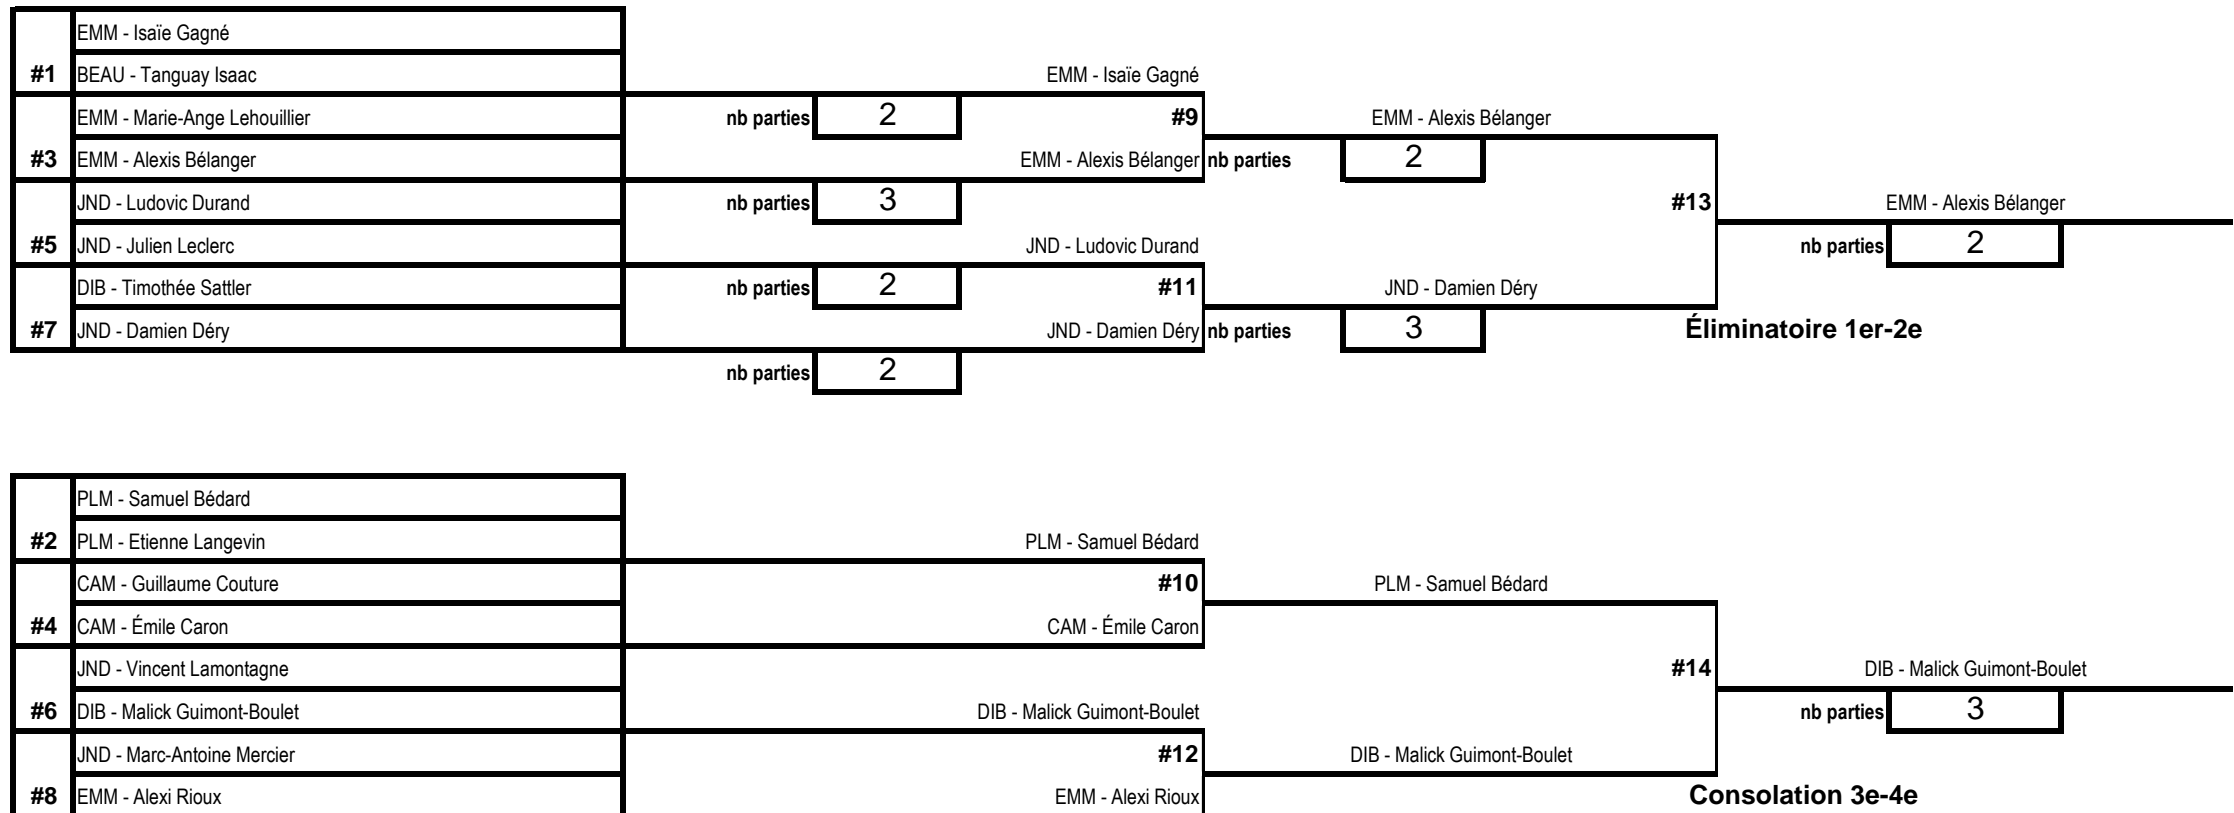 EMM - Isaïe Gagné
#1 BEAU - Tanguay Isaac EMM - Isaïe Gagné
EMM - Marie-Ange Lehouillier nb parties 2 #9 EMM - Alexis Bélanger
#3 EMM - Alexis Bélanger EMM - Alexis Bélanger nb parties 2
JND - Ludovic Durand nb parties 3 #13 EMM - Alexis Bélanger
#5 JND - Julien Leclerc JND - Ludovic Durand nb parties 2
DIB - Timothée Sattler nb parties 2 #11 JND - Damien Déry
#7 JND - Damien Déry JND - Damien Déry nb parties 3 Éliminatoire 1er-2e
nb parties 2
PLM - Samuel Bédard
#2 PLM - Etienne Langevin PLM - Samuel Bédard
CAM - Guillaume Couture #10 PLM - Samuel Bédard
#4 CAM - Émile Caron CAM - Émile Caron
JND - Vincent Lamontagne #14 DIB - Malick Guimont-Boulet
#6 DIB - Malick Guimont-Boulet DIB - Malick Guimont-Boulet nb parties 3
JND - Marc-Antoine Mercier #12 DIB - Malick Guimont-Boulet
#8 EMM - Alexi Rioux EMM - Alexi Rioux Consolation 3e-4e